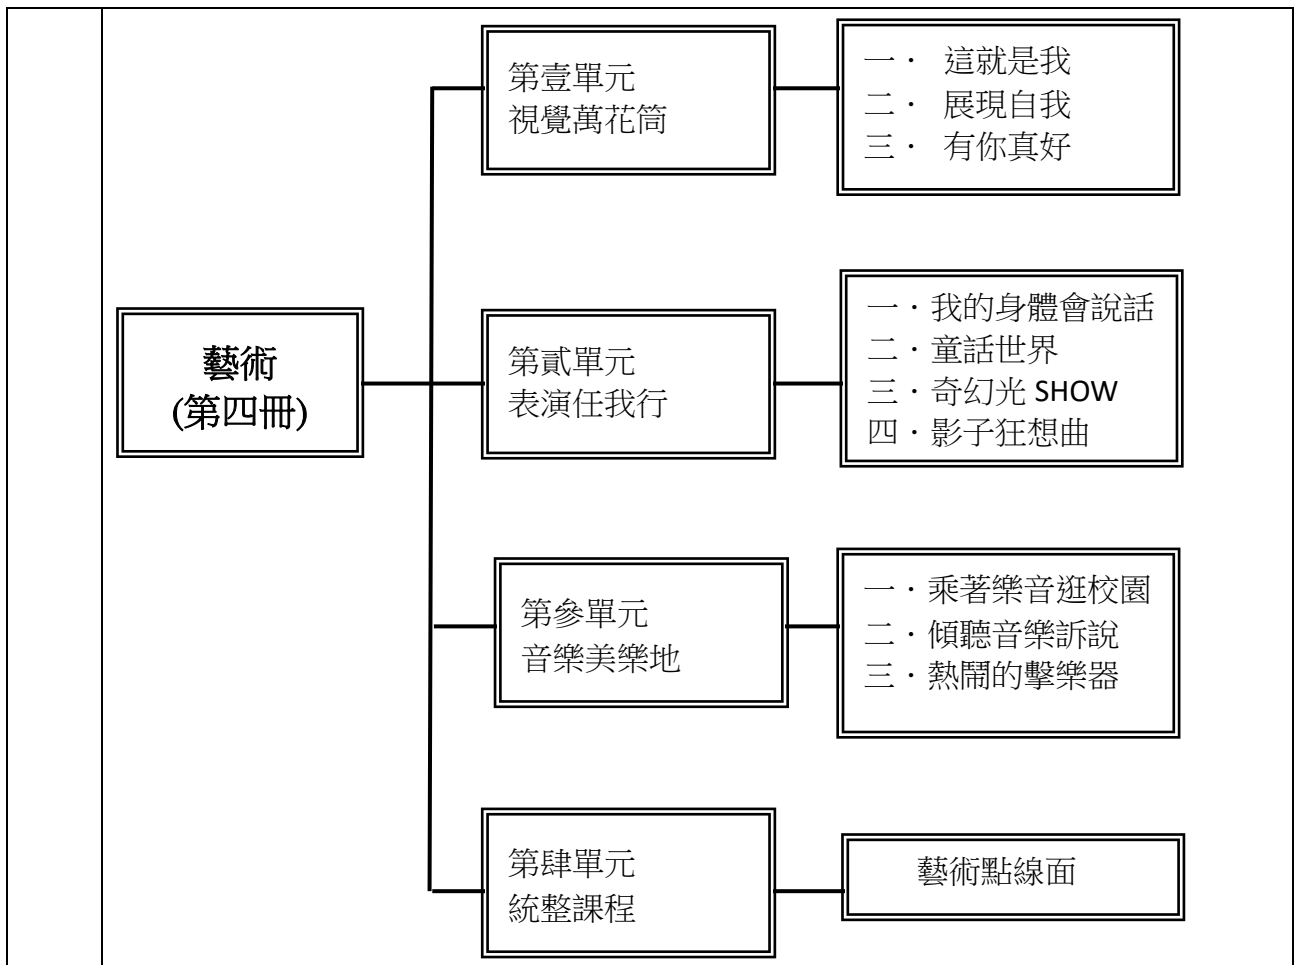 藝術
(第四冊)
第壹單元
視覺萬花筒
一． 這就是我
二． 展現自我
三． 有你真好
第貳單元
表演任我行
一．我的身體會說話
二．童話世界
三．奇幻光 SHOW
四．影子狂想曲
第參單元
音樂美樂地
一．乘著樂音逛校園
二．傾聽音樂訴說
三．熱鬧的擊樂器
第肆單元
統整課程
藝術點線面